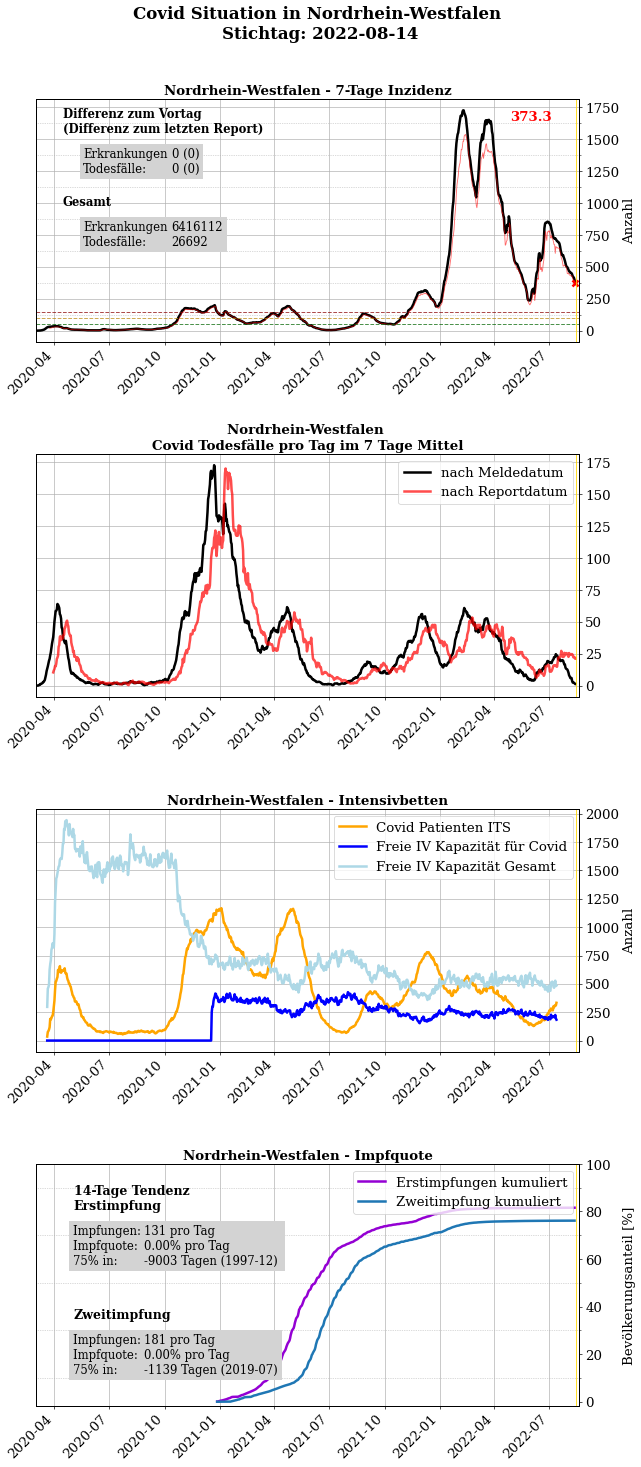 Covid Situation in Nordrhein-Westfalen
Stichtag: 2022-08-14
Nordrhein-Westfalen - 7-Tage Inzidenz
Differenz zum Vortag
(Differenz zum letzten Report)
Erkrankungen 0 (0)
Todesfälle: 0 (0)
Gesamt
Erkrankungen 6416112
Todesfälle: 26692
373.3
1750
1500
1250
1000
750
500
250
0
Anzahl
2020-04 2020-07 2020-10 2021-01 2021-04 2021-07 2021-10 2022-01 2022-04 2022-07
Nordrhein-Westfalen
Covid Todesfälle pro Tag im 7 Tage Mittel
nach Meldedatum
nach Reportdatum
175
150
125
100
75
50
25
0
2020-04 2020-07 2020-10 2021-01 2021-04 2021-07 2021-10 2022-01 2022-04 2022-07
Nordrhein-Westfalen - Intensivbetten
Covid Patienten ITS
Freie IV Kapazität für Covid
Freie IV Kapazität Gesamt
2000
1750
1500
1250
1000
750
500
250
0
Anzahl
2020-04 2020-07 2020-10 2021-01 2021-04 2021-07 2021-10 2022-01 2022-04 2022-07
Nordrhein-Westfalen - Impfquote
Erstimpfungen kumuliert
Zweitimpfung kumuliert
14-Tage Tendenz
Erstimpfung
Impfungen: 131 pro Tag
Impfquote: 0.00% pro Tag
75% in: -9003 Tagen (1997-12)
Zweitimpfung
Impfungen: 181 pro Tag
Impfquote: 0.00% pro Tag
75% in: -1139 Tagen (2019-07)
100
80
60
40
20
0
Bevölkerungsanteil [%]
2020-04 2020-07 2020-10 2021-01 2021-04 2021-07 2021-10 2022-01 2022-04 2022-07